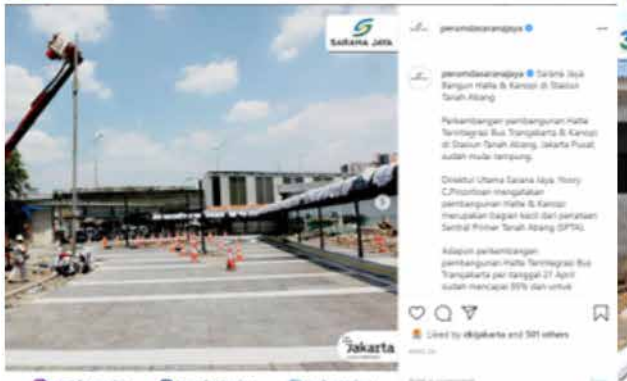 SARANA JAYA
Jakarta
perumdasaranajaya
perumdasaranajaya Sarana Jaya
Bangun Halte & Kanopi di Stasiun
Tanah Abang
Perkembangan pembangunan Halte
Terintegrasi Bus Transjakarta & Kanopi
di Stasiun Tanah Abang, Jakarta Pusat
sudah mulai rampung.
Direktur Utama Sarana Jaya, Yoory
C.Pinontoan mengatakan
pembangunan Halte & Kanopi
merupakan bagian kecil dari penataan
Sentral Primer Tanah Abang (SPTA).
Adapun perkembangan
pembangunan Halte Terintegrasi Bus
Transjakarta per tanggal 27 April
sudah mencapai 95% dan untuk
Liked by dkijakarta and 501 others